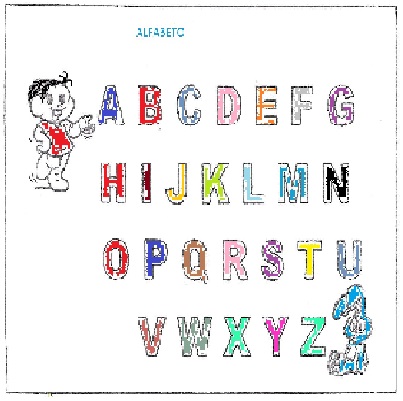 ALFABETO
A B C D E F G
H I J K L M N
O P Q R S T U
V W X Y Z